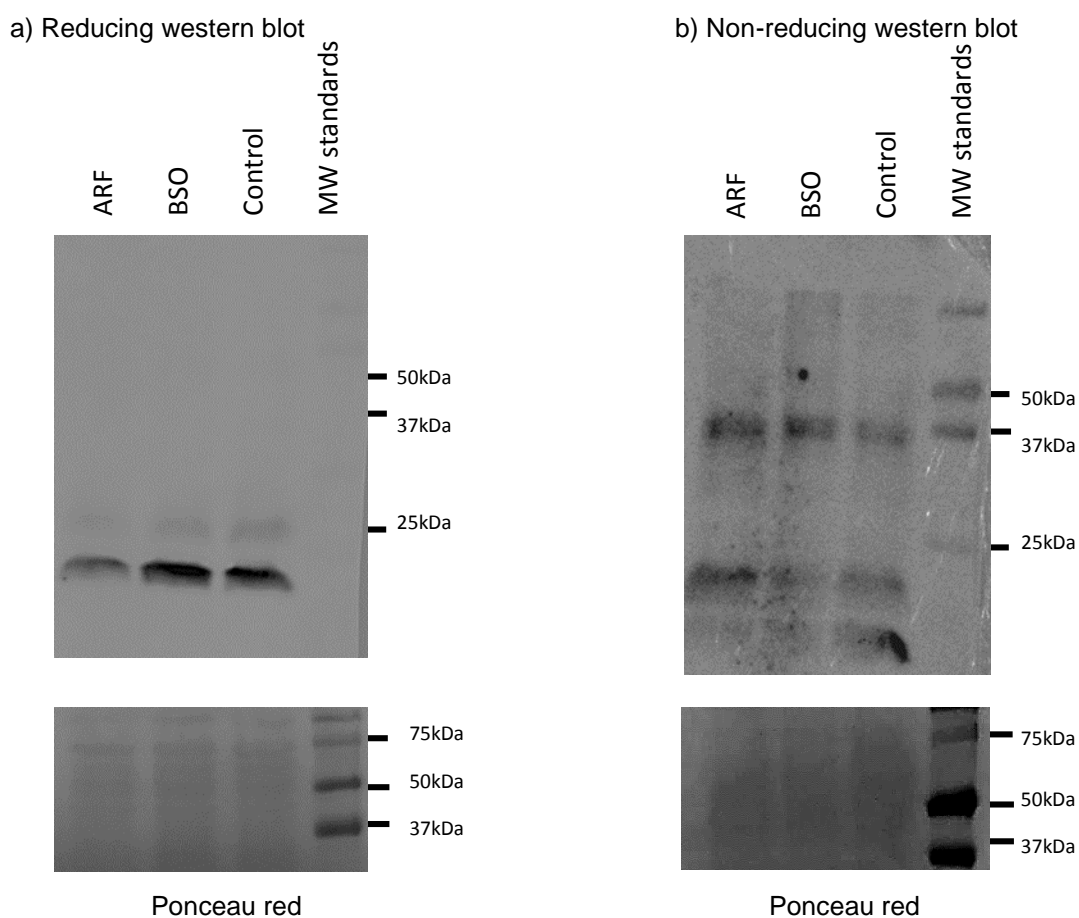 a) Reducing western blot
ARF
BSO
Control
MW standards
50kDa
37kDa
25kDa
75kDa
50kDa
37kDa
Ponceau red
b) Non-reducing western blot
ARF
BSO
Control
MW standards
50kDa
37kDa
25kDa
75kDa
50kDa
37kDa
Ponceau red